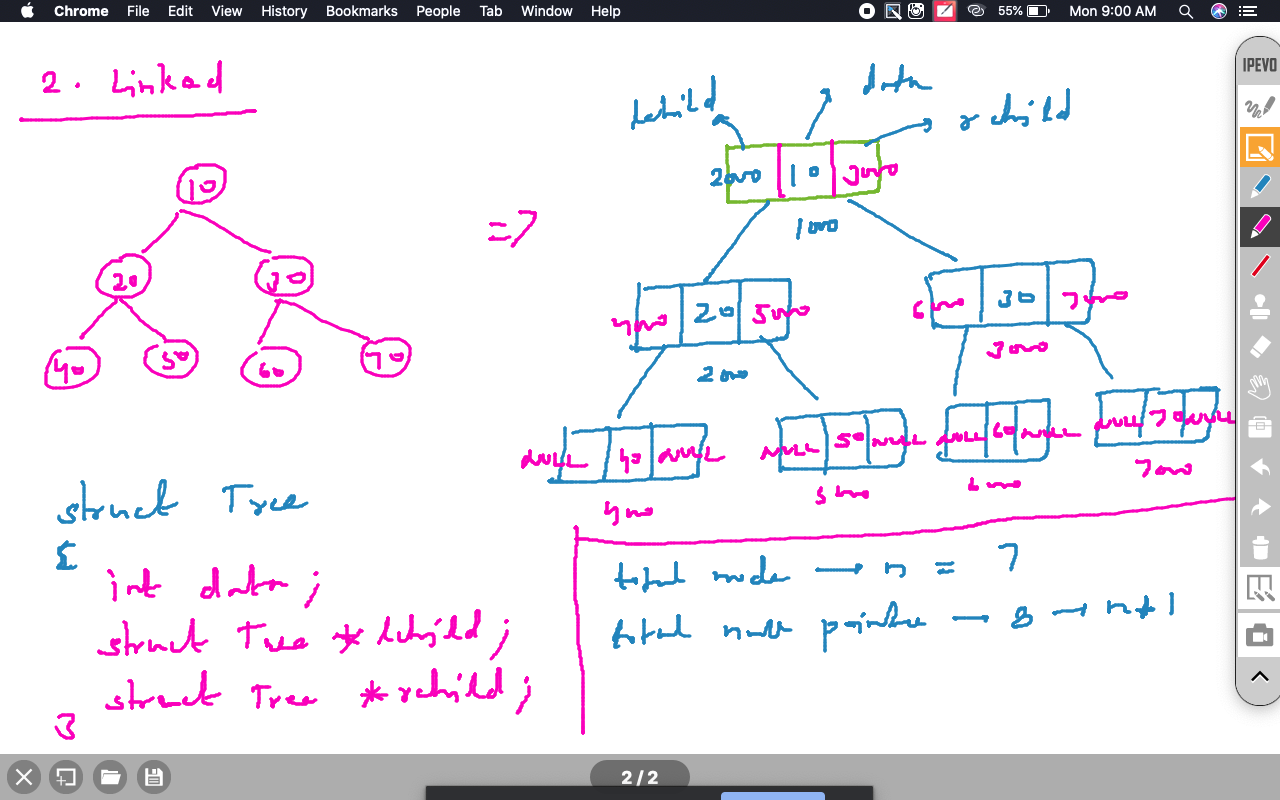 Chrome File Edit View History Bookmarks People Tab Window Help 55% Mon 9:00 AM
IPEVO
2. Linked
10
20 30
40 50 60 70
=>
lchild data rchild
2000 10 3000
1000
4000 20 5000
2000
6000 30 7000
3000
NULL 40 NULL
4000
NULL 50 NULL
5000
NULL 60 NULL
6000
NULL 70 NULL
7000
struct Tree
{
int data;
struct Tree *lchild;
struct Tree *rchild;
}
total node → n = 7
total null pointer → 8 → n+1
2 / 2